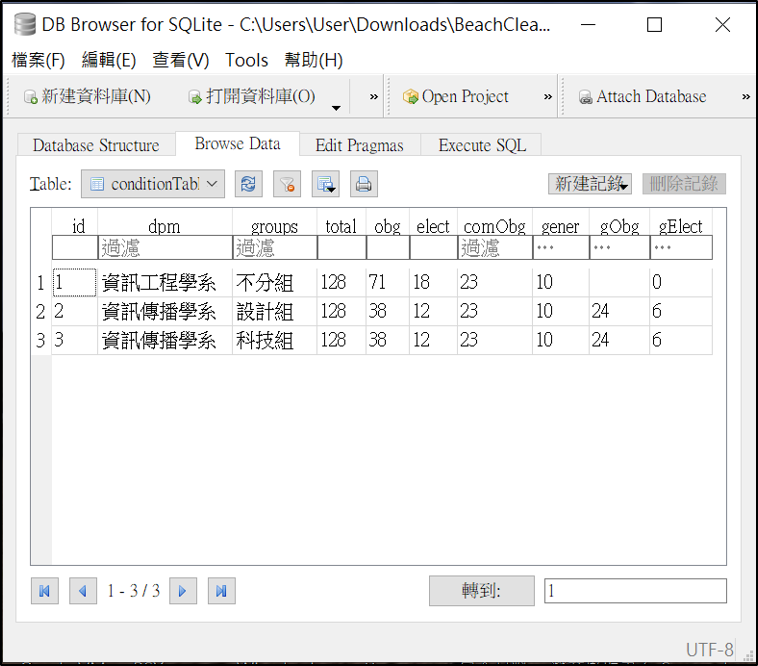 DB Browser for SQLite - C:\Users\User\Downloads\BeachClea...
檔案(F) 編輯(E) 查看(V) Tools 幫助(H)
新建資料庫(N) 打開資料庫(O) » Open Project » Attach Database »
Database Structure Browse Data Edit Pragmas Execute SQL
Table: conditionTabl 新建記錄 刪除記錄
id dpm groups total obg elect comObg gener gObg gElect
過濾 過濾 過濾 ... ... ...
1 1 資訊工程學系 不分組 128 71 18 23 10 0
2 2 資訊傳播學系 設計組 128 38 12 23 10 24 6
3 3 資訊傳播學系 科技組 128 38 12 23 10 24 6
1 - 3 / 3 轉到: 1
UTF-8